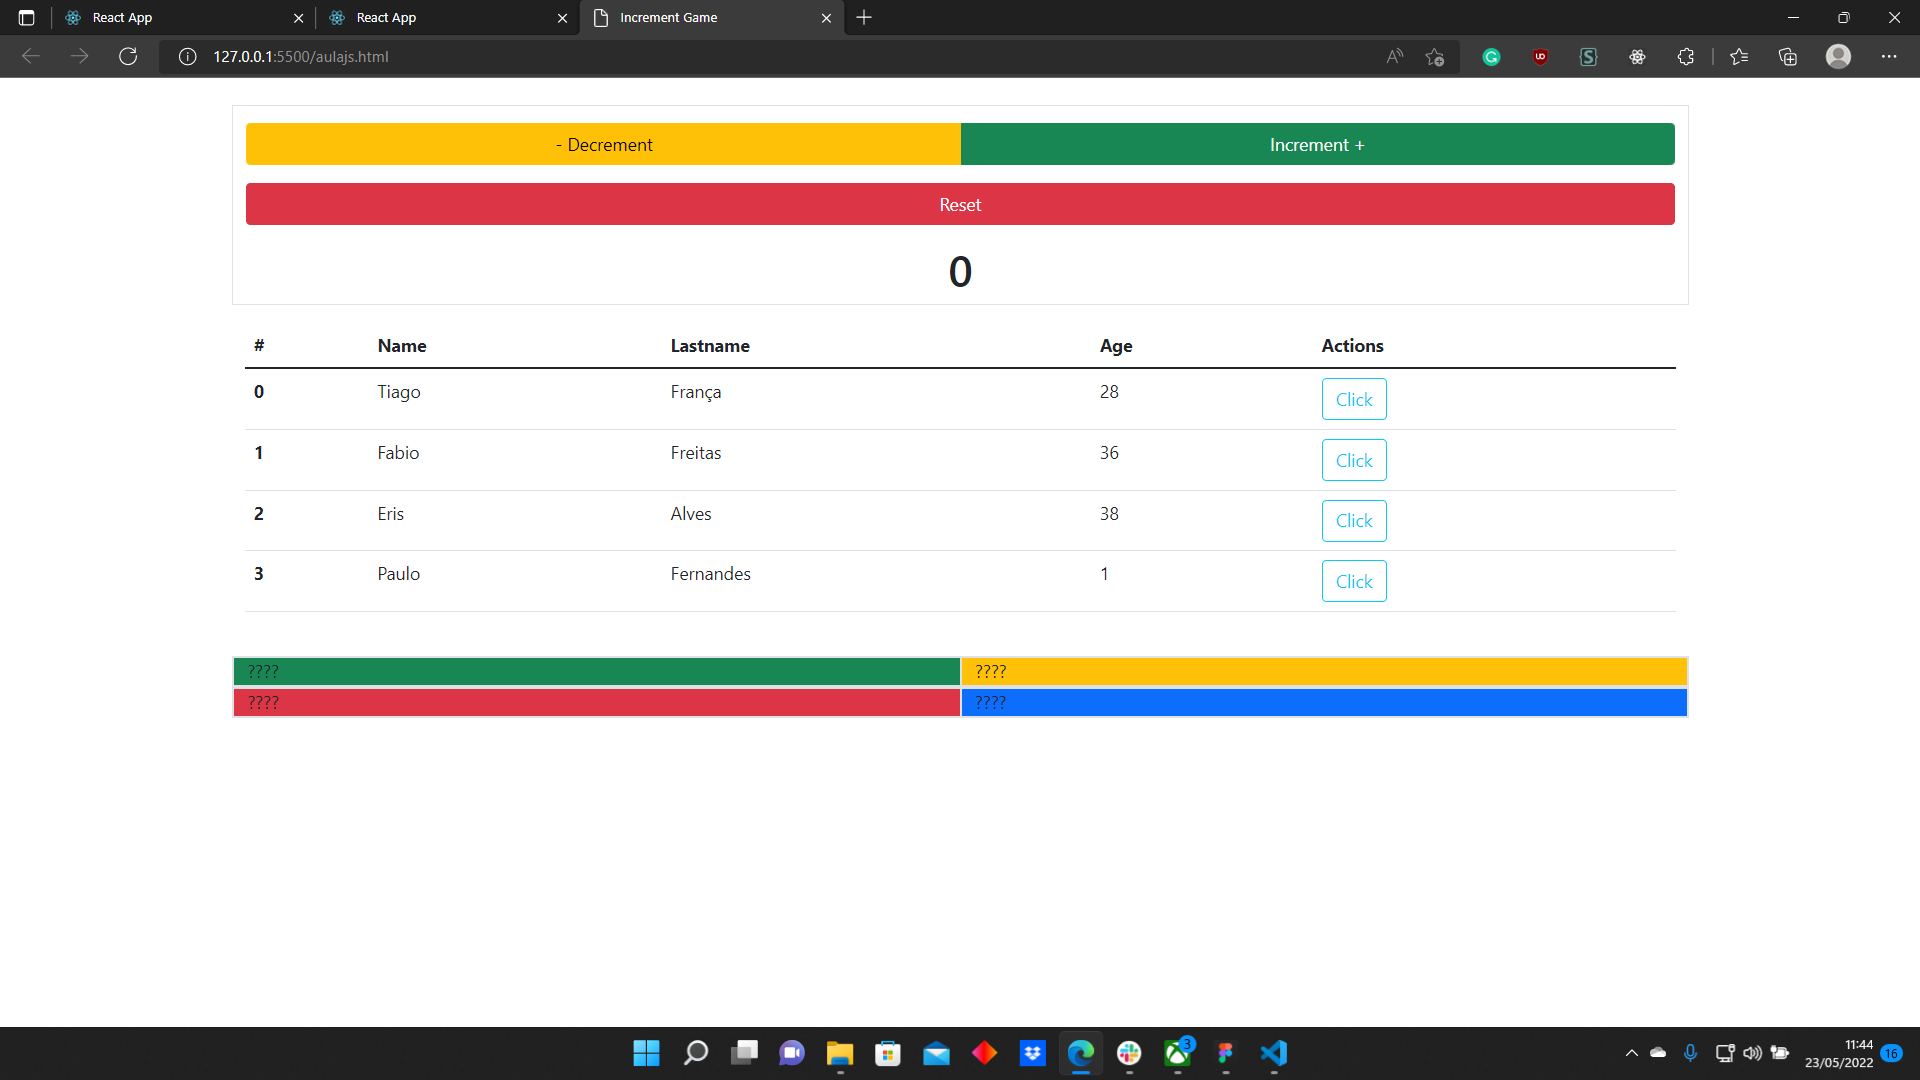 React App
React App
Increment Game
127.0.0.1:5500/aulajs.html
- Decrement
Increment +
Reset
0
# Name Lastname Age Actions
0 Tiago França 28 Click
1 Fabio Freitas 36 Click
2 Eris Alves 38 Click
3 Paulo Fernandes 1 Click
???? ????
???? ????
3
11:44
23/05/2022
16